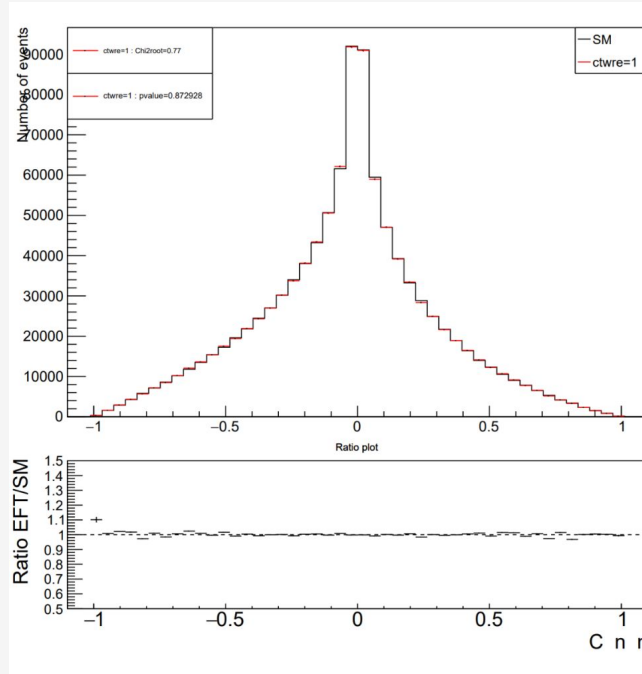 Number of events
ctwre=1 : Chi2root=0.77
ctwre=1 : pvalue=0.872928
SM
ctwre=1
90000
80000
70000
60000
50000
40000
30000
20000
10000
0
−1 −0.5 0 0.5 1
Ratio plot
Ratio EFT/SM
1.5
1.4
1.3
1.2
1.1
1
0.9
0.8
0.7
0.6
0.5
−1 −0.5 0 0.5 1
C n n